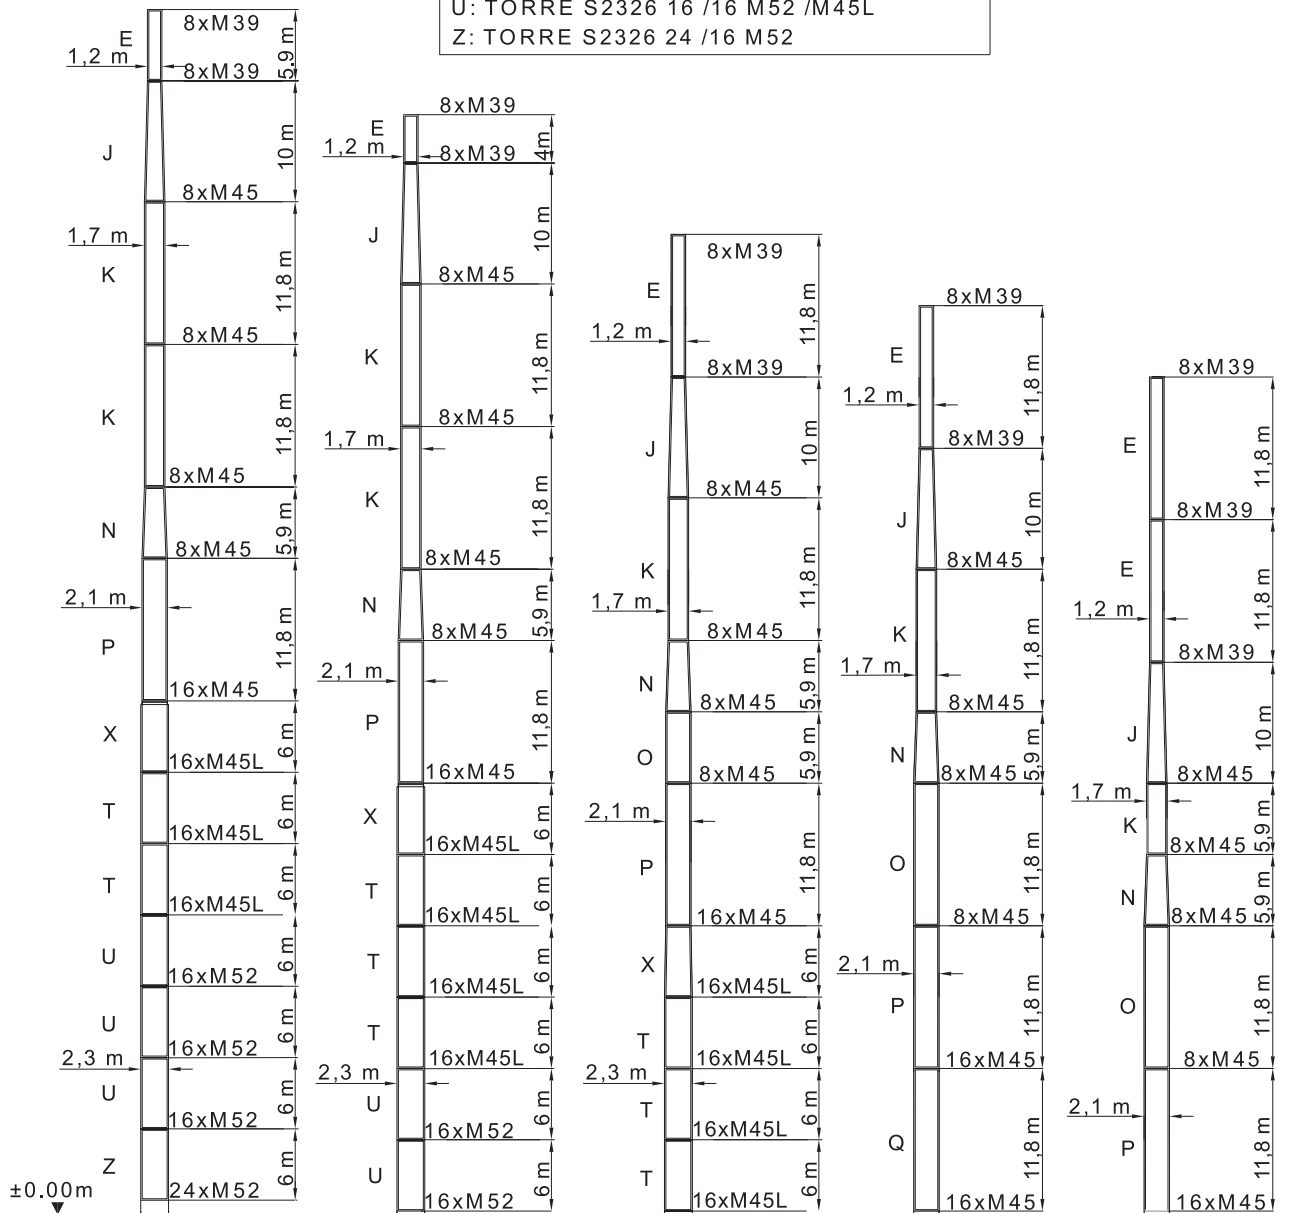 U: TORRE S2326 16 /16 M52 /M45L
Z: TORRE S2326 24 /16 M52
8xM39
E
1,2 m
8xM39
5,9 m
J
10 m
8xM45
1,7 m
K
11,8 m
8xM45
K
11,8 m
8xM45
N
5,9 m
8xM45
2,1 m
P
11,8 m
16xM45
X
6 m
16xM45L
T
6 m
16xM45L
T
6 m
16xM45L
U
6 m
16xM52
U
6 m
16xM52
2,3 m
U
6 m
16xM52
Z
6 m
24xM52
±0.00m
8xM39
E
1,2 m
8xM39
4m
J
10 m
8xM45
K
11,8 m
8xM45
1,7 m
K
11,8 m
8xM45
N
5,9 m
8xM45
2,1 m
P
11,8 m
16xM45
X
6 m
16xM45L
T
6 m
16xM45L
T
6 m
16xM45L
T
6 m
16xM45L
2,3 m
U
6 m
16xM52
U
6 m
16xM52
8xM39
E
11,8 m
1,2 m
8xM39
J
10 m
8xM45
K
11,8 m
1,7 m
8xM45
N
5,9 m
8xM45
O
5,9 m
8xM45
2,1 m
P
11,8 m
16xM45
X
6 m
16xM45L
T
6 m
16xM45L
2,3 m
T
6 m
16xM45L
T
6 m
16xM45L
8xM39
E
11,8 m
1,2 m
8xM39
J
10 m
8xM45
K
11,8 m
1,7 m
8xM45
N
5,9 m
8xM45
O
11,8 m
8xM45
2,1 m
P
11,8 m
16xM45
Q
11,8 m
16xM45
8xM39
E
11,8 m
8xM39
E
11,8 m
1,2 m
8xM39
J
10 m
8xM45
1,7 m
K
5,9 m
8xM45
N
5,9 m
8xM45
O
11,8 m
8xM45
2,1 m
P
11,8 m
16xM45